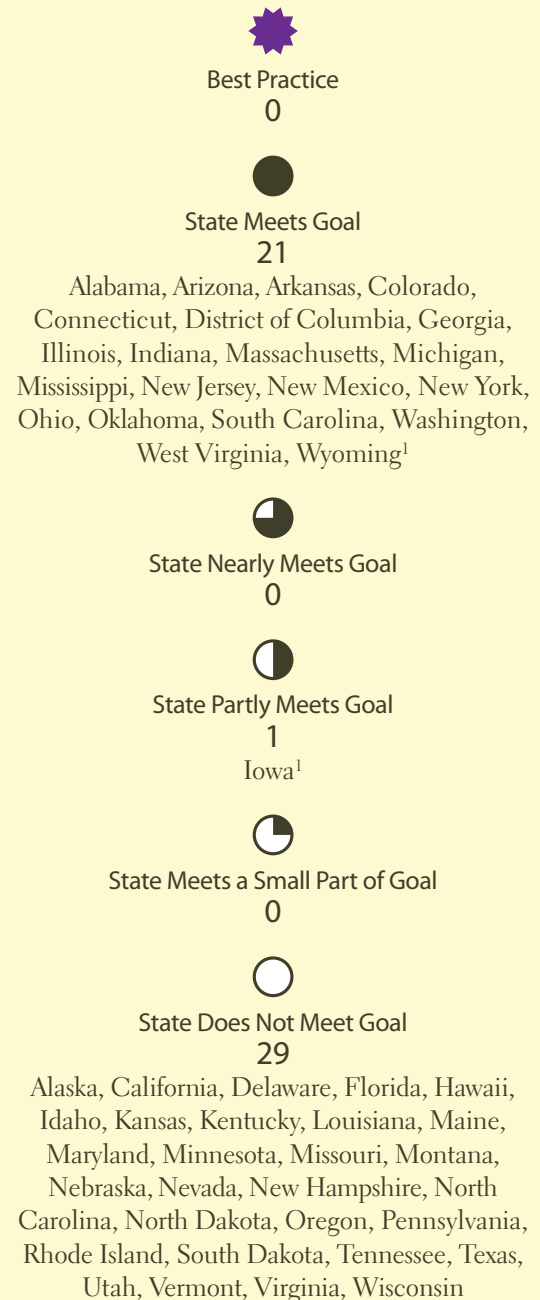 Best Practice
0
State Meets Goal
21
Alabama, Arizona, Arkansas, Colorado,
Connecticut, District of Columbia, Georgia,
Illinois, Indiana, Massachusetts, Michigan,
Mississippi, New Jersey, New Mexico, New York,
Ohio, Oklahoma, South Carolina, Washington,
West Virginia, Wyoming¹
State Nearly Meets Goal
0
State Partly Meets Goal
1
Iowa¹
State Meets a Small Part of Goal
0
State Does Not Meet Goal
29
Alaska, California, Delaware, Florida, Hawaii,
Idaho, Kansas, Kentucky, Louisiana, Maine,
Maryland, Minnesota, Missouri, Montana,
Nebraska, Nevada, New Hampshire, North
Carolina, North Dakota, Oregon, Pennsylvania,
Rhode Island, South Dakota, Tennessee, Texas,
Utah, Vermont, Virginia, Wisconsin